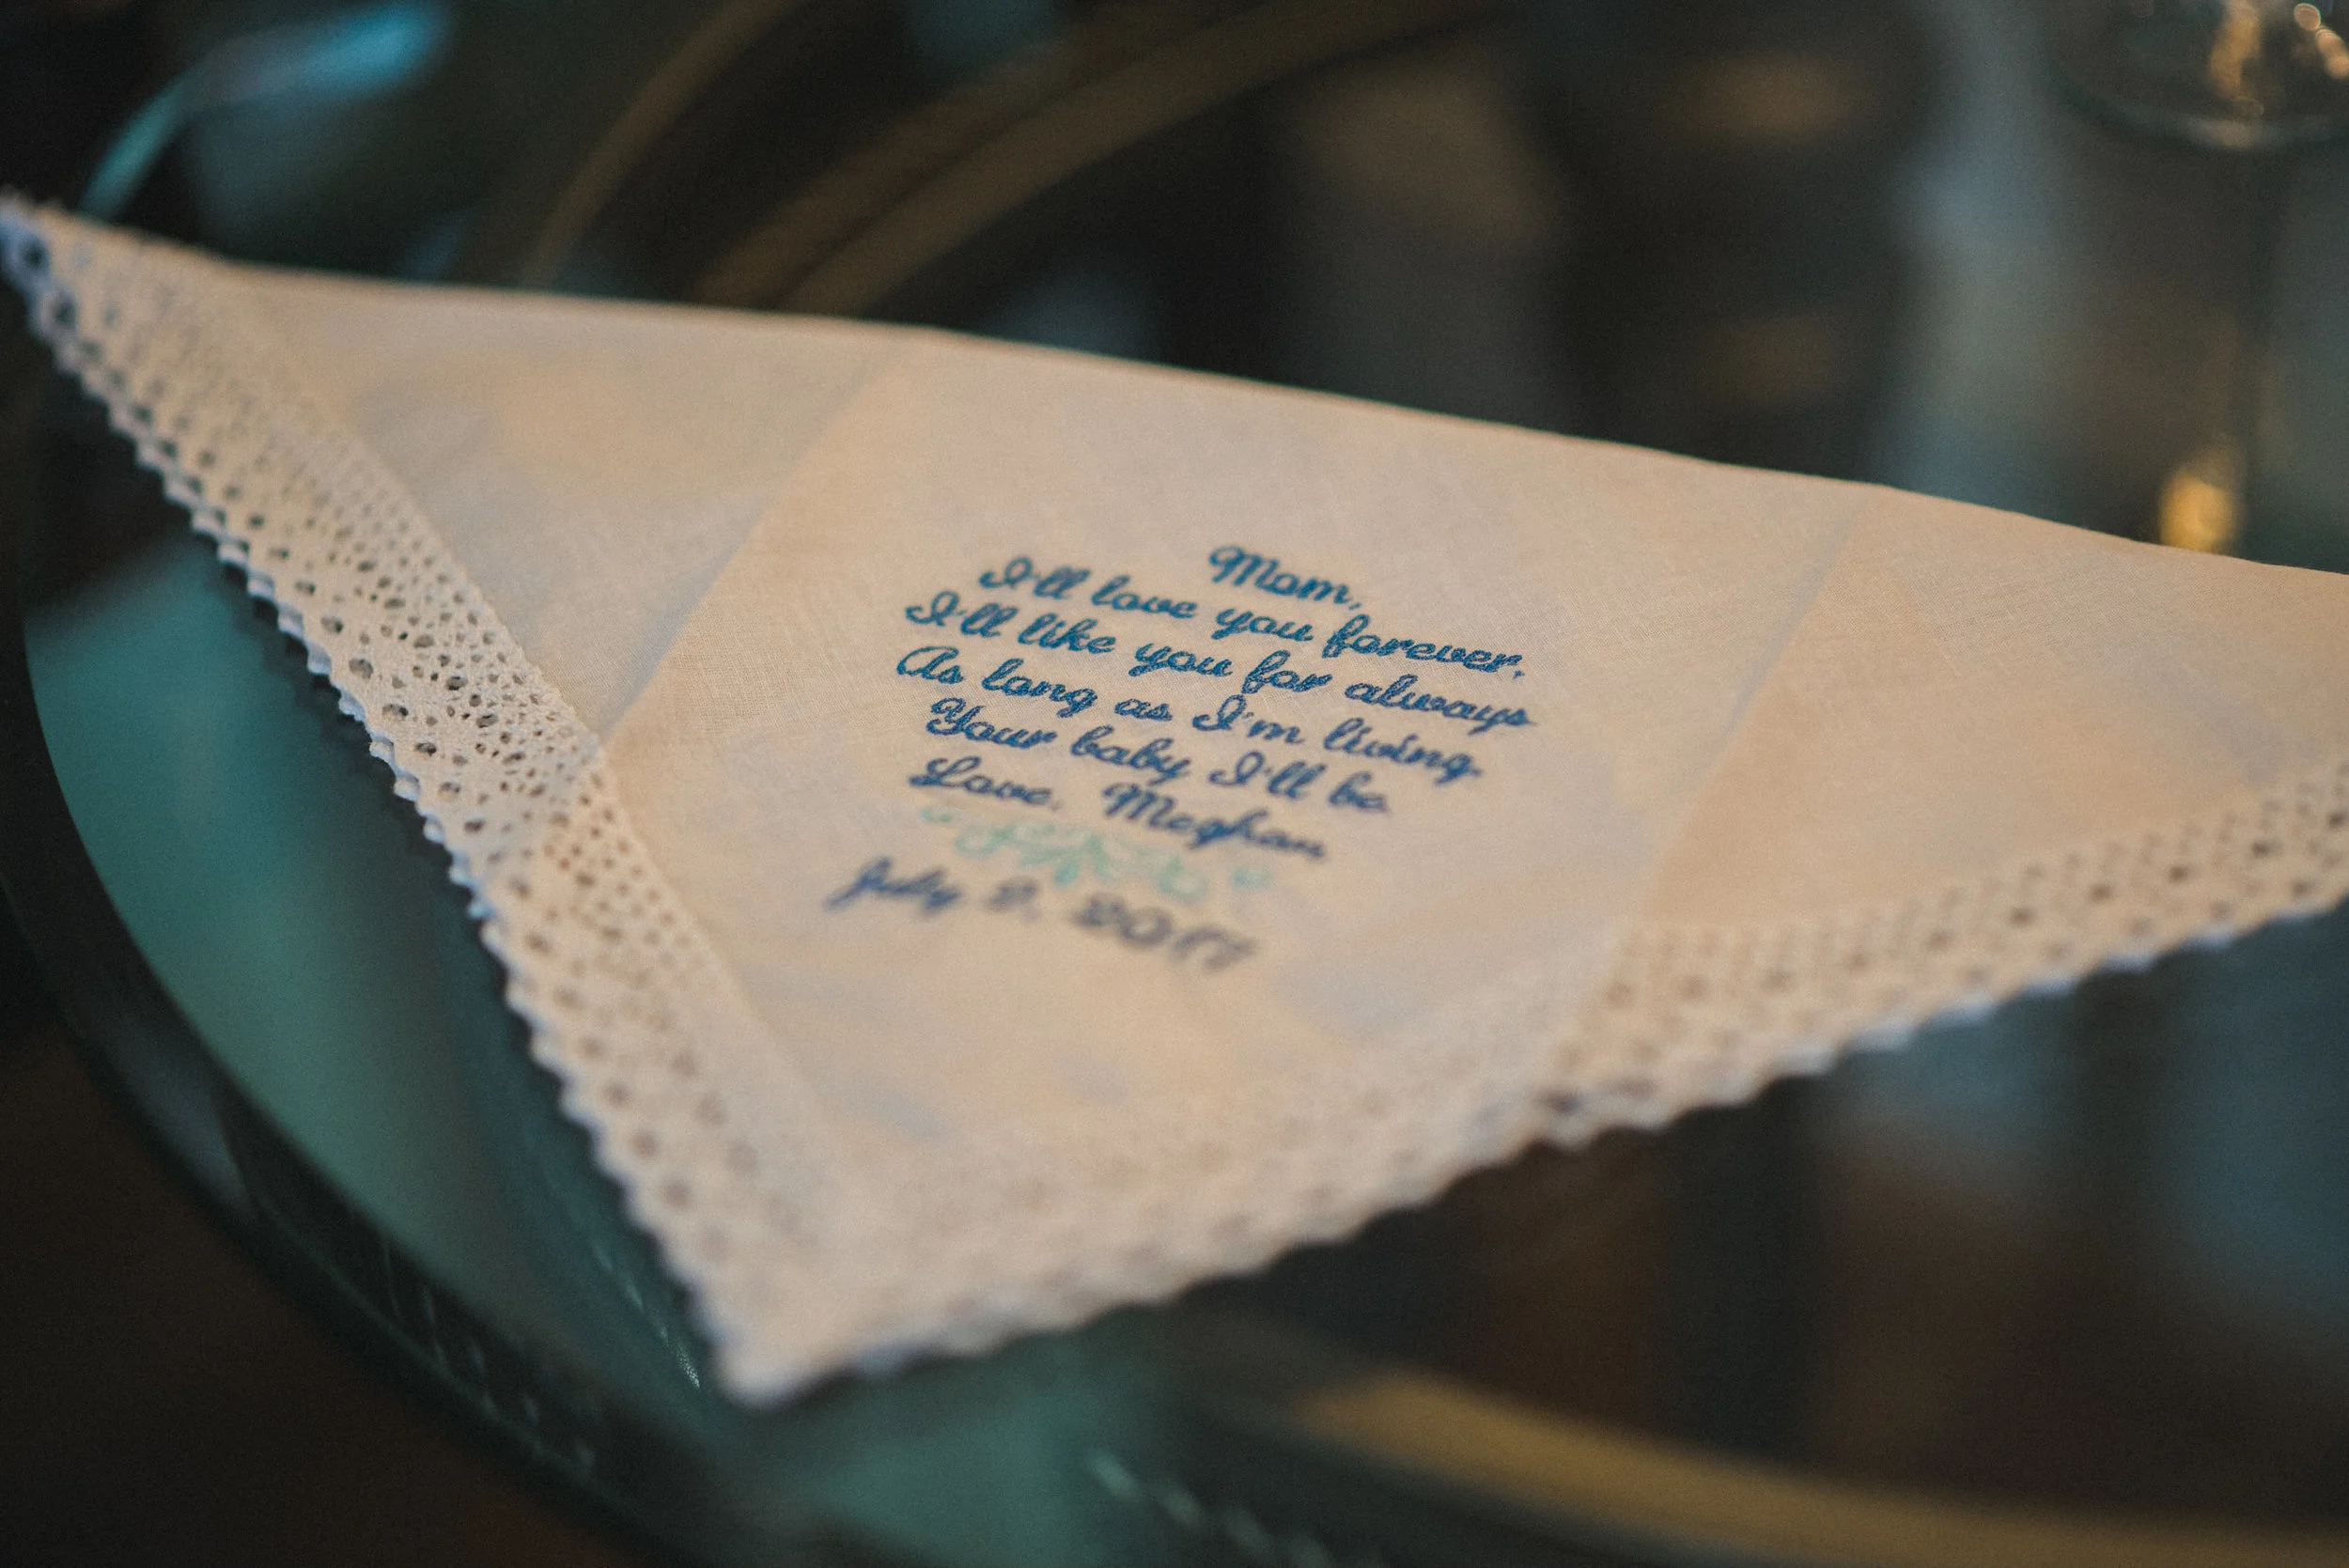 Mom,
I'll love you forever,
I'll like you for always
As long as I'm living,
Your baby I'll be
Love, Meghan
July 2017